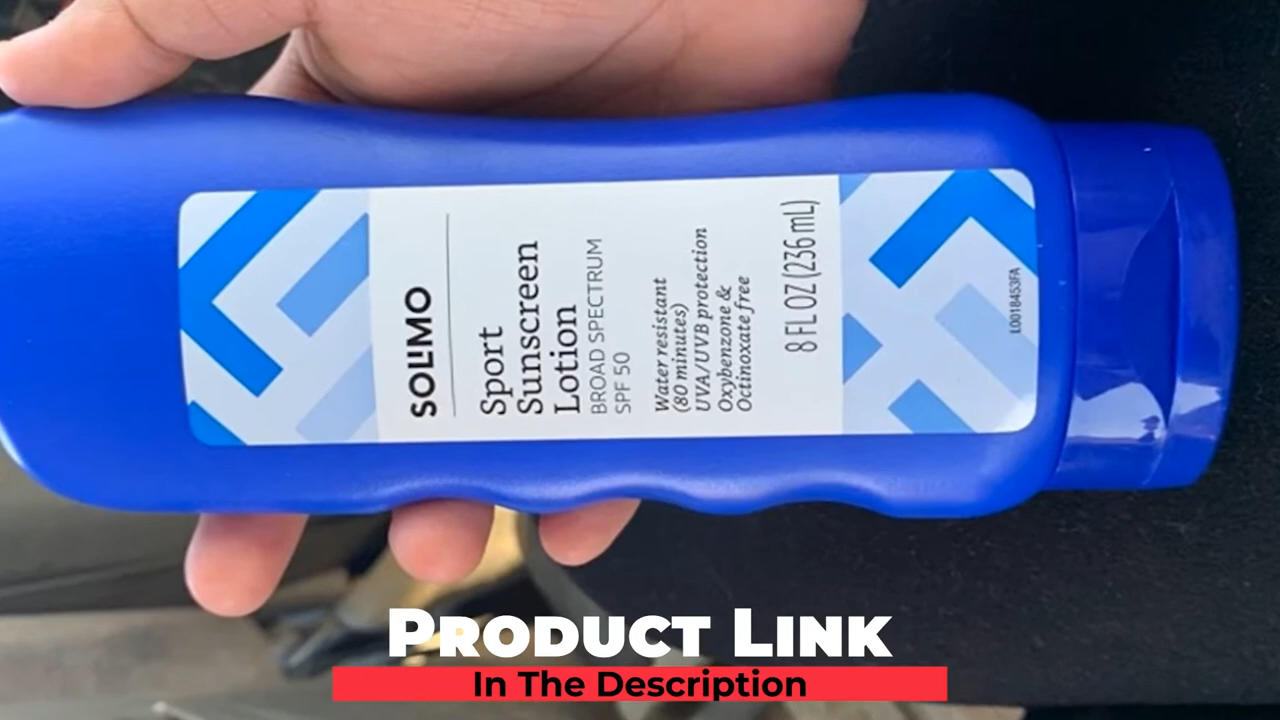 SOLIMO
Sport
Sunscreen
Lotion
BROAD SPECTRUM
SPF 50
Water resistant
(80 minutes)
UVA/UVB protection
Oxybenzone &
Octinoxate free
8 FL OZ (236 mL)
L0018453FA
PRODUCT LINK
In The Description